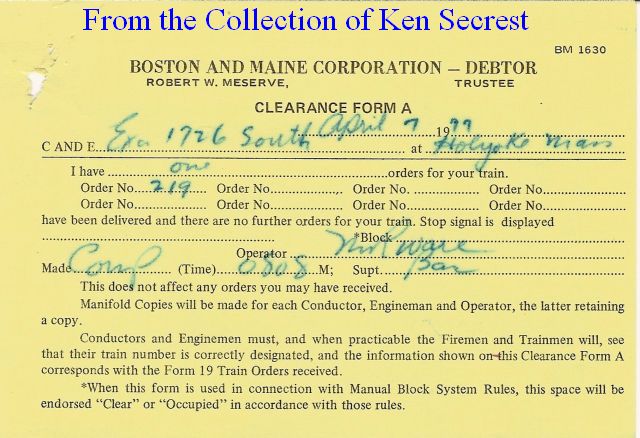 From the Collection of Ken Secrest
BM 1630
BOSTON AND MAINE CORPORATION — DEBTOR
ROBERT W. MESERVE, TRUSTEE
CLEARANCE FORM A
April 7 1977
C AND E Exa 1726 South at Holyoke Mass
I have one orders for your train.
Order No. 219 Order No. Order No. Order No.
Order No. Order No. Order No. Order No.
have been delivered and there are no further orders for your train. Stop signal is displayed
*Block
Operator
Made Comp (Time) 0808 M; Supt.
This does not affect any orders you may have received.
Manifold Copies will be made for each Conductor, Engineman and Operator, the latter retaining
a copy.
Conductors and Enginemen must, and when practicable the Firemen and Trainmen will, see
that their train number is correctly designated, and the information shown on this Clearance Form A
corresponds with the Form 19 Train Orders received.
*When this form is used in connection with Manual Block System Rules, this space will be
endorsed “Clear” or “Occupied” in accordance with those rules.